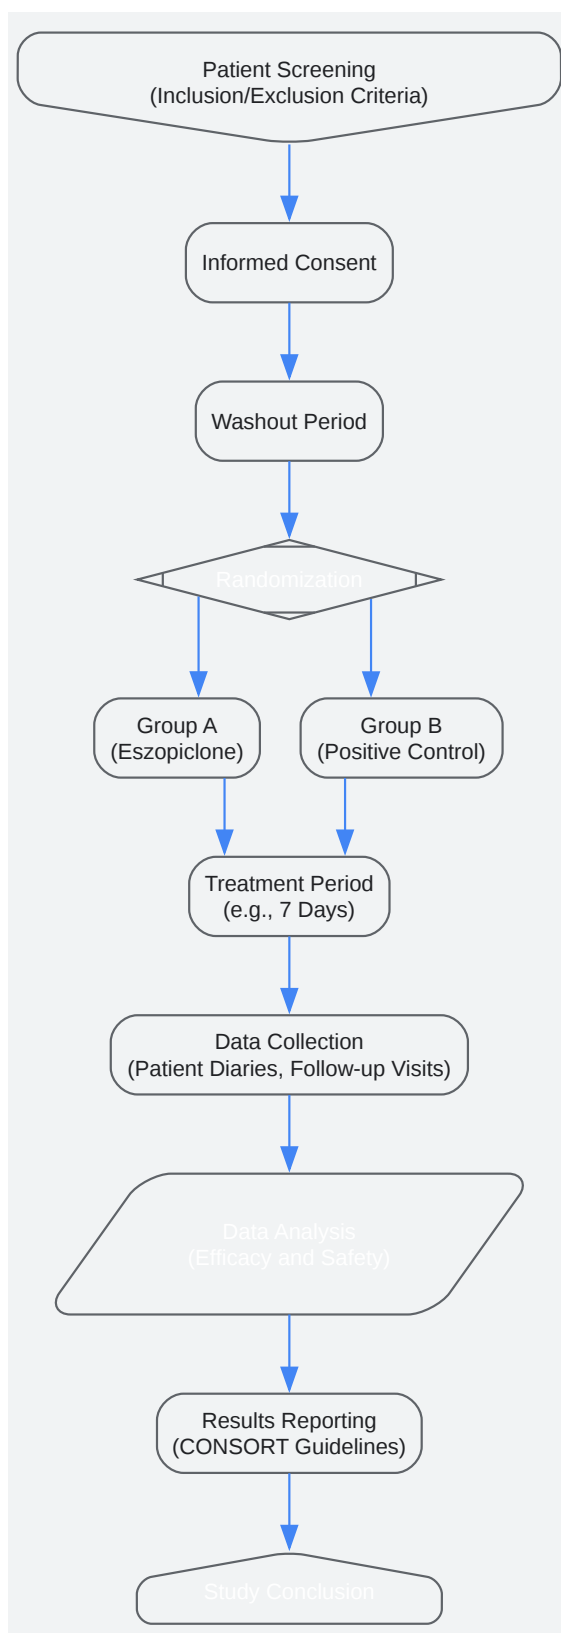 Patient Screening
(Inclusion/Exclusion Criteria)
Informed Consent
Washout Period
Randomization
Group A
(Eszopiclone)
Group B
(Positive Control)
Treatment Period
(e.g., 7 Days)
Data Collection
(Patient Diaries, Follow-up Visits)
Data Analysis
(Efficacy and Safety)
Results Reporting
(CONSORT Guidelines)
Study Conclusion